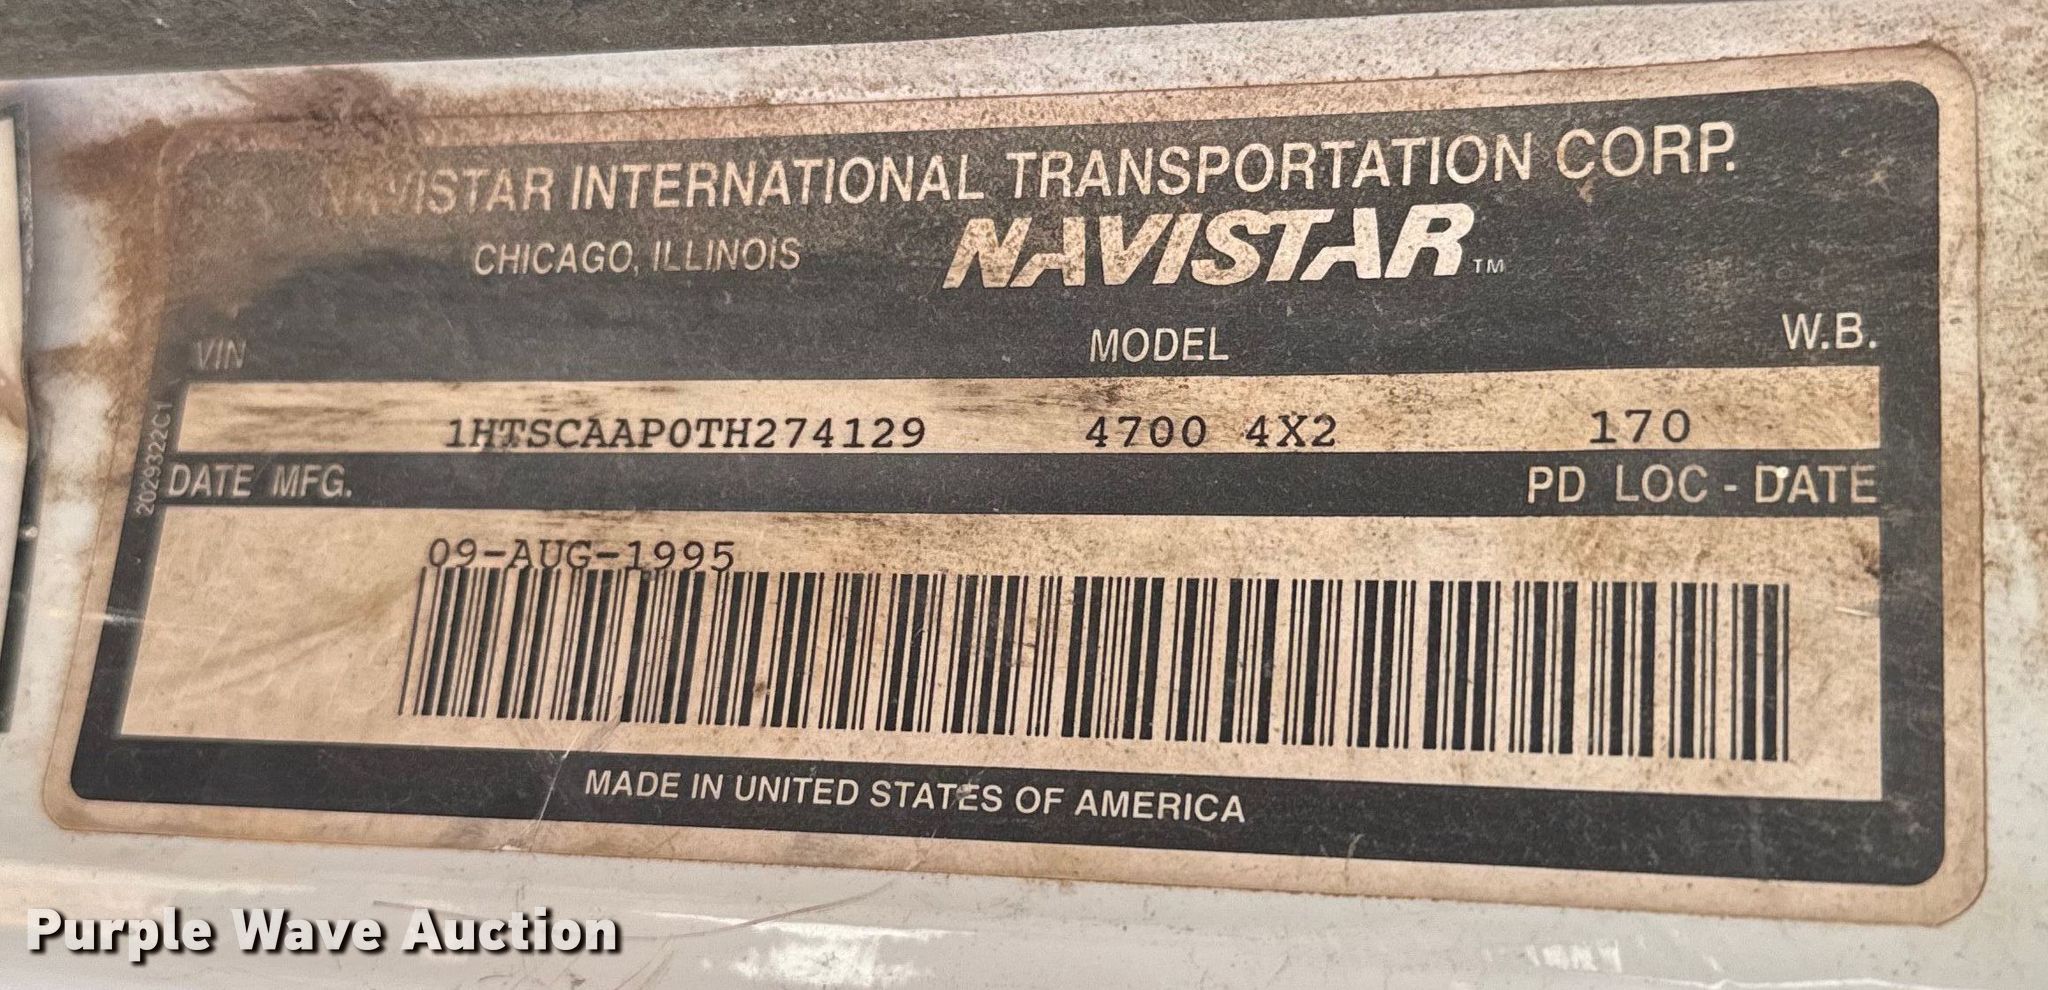 NAVISTAR INTERNATIONAL TRANSPORTATION CORP.
CHICAGO, ILLINOIS NAVISTAR™
VIN MODEL W.B.
1HTSCAAP0TH274129 4700 4X2 170
2029322C1
DATE MFG. PD LOC - DATE
09-AUG-1995
MADE IN UNITED STATES OF AMERICA
Purple Wave Auction